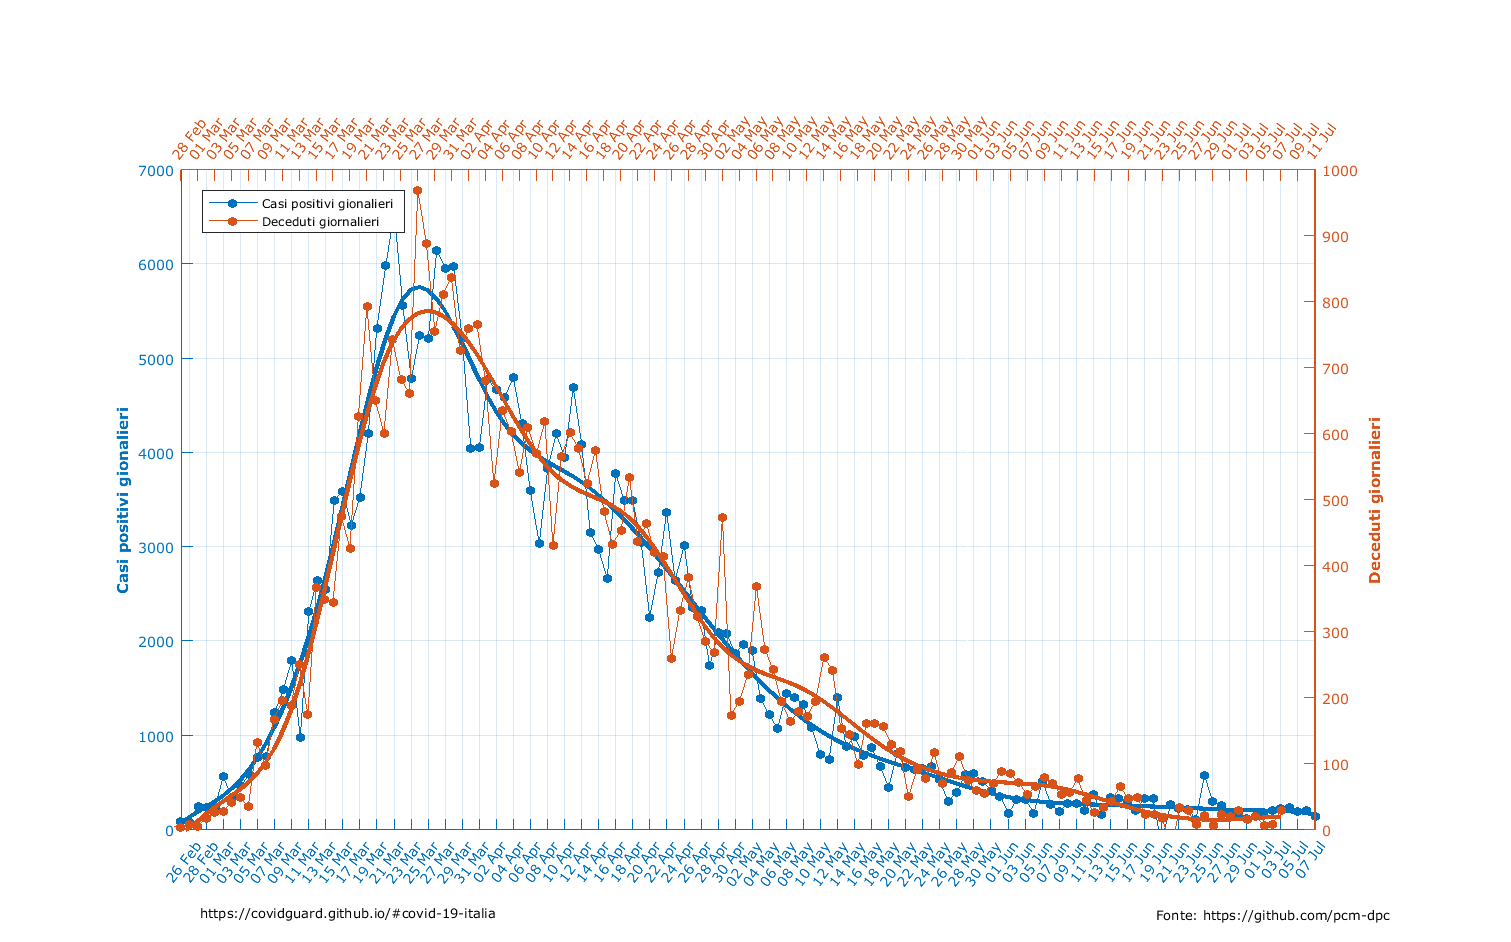 28 Feb
01 Mar
03 Mar
05 Mar
07 Mar
09 Mar
11 Mar
13 Mar
15 Mar
17 Mar
19 Mar
21 Mar
23 Mar
25 Mar
27 Mar
29 Mar
31 Mar
02 Apr
04 Apr
06 Apr
08 Apr
10 Apr
12 Apr
14 Apr
16 Apr
18 Apr
20 Apr
22 Apr
24 Apr
26 Apr
28 Apr
30 Apr
02 May
04 May
06 May
08 May
10 May
12 May
14 May
16 May
18 May
20 May
22 May
24 May
26 May
28 May
30 May
01 Jun
03 Jun
05 Jun
07 Jun
09 Jun
11 Jun
13 Jun
15 Jun
17 Jun
19 Jun
21 Jun
23 Jun
25 Jun
27 Jun
29 Jun
01 Jul
03 Jul
05 Jul
07 Jul
09 Jul
11 Jul
7000
6000
5000
4000
3000
2000
1000
0
Casi positivi gionalieri
Casi positivi gionalieri
Deceduti giornalieri
1000
900
800
700
600
500
400
300
200
100
0
Deceduti giornalieri
26 Feb
28 Feb
01 Mar
03 Mar
05 Mar
07 Mar
09 Mar
11 Mar
13 Mar
15 Mar
17 Mar
19 Mar
21 Mar
23 Mar
25 Mar
27 Mar
29 Mar
31 Mar
02 Apr
04 Apr
06 Apr
08 Apr
10 Apr
12 Apr
14 Apr
16 Apr
18 Apr
20 Apr
22 Apr
24 Apr
26 Apr
28 Apr
30 Apr
02 May
04 May
06 May
08 May
10 May
12 May
14 May
16 May
18 May
20 May
22 May
24 May
26 May
28 May
30 May
01 Jun
03 Jun
05 Jun
07 Jun
09 Jun
11 Jun
13 Jun
15 Jun
17 Jun
19 Jun
21 Jun
23 Jun
25 Jun
27 Jun
29 Jun
01 Jul
03 Jul
05 Jul
07 Jul
https://covidguard.github.io/#covid-19-italia
Fonte: https://github.com/pcm-dpc